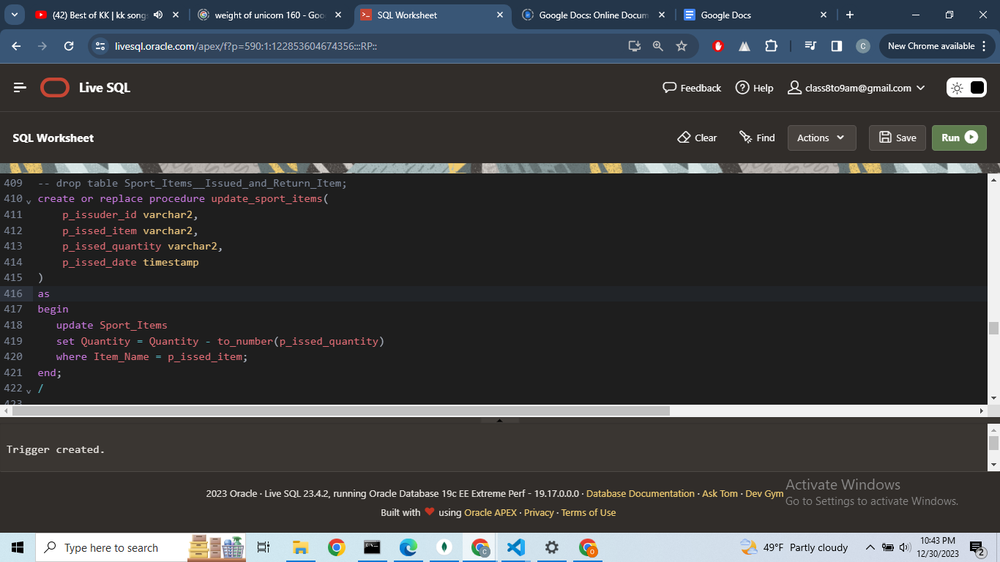 (42) Best of KK | kk songs
weight of unicorn 160 - Goo
SQL Worksheet
Google Docs: Online Docum
Google Docs
livesql.oracle.com/apex/f?p=590:1:122853604674356:::RP::
C
New Chrome available
Live SQL
Feedback
Help
class8to9am@gmail.com
SQL Worksheet
Clear
Find
Actions
Save
Run
409 -- drop table Sport_Items__Issued_and_Return_Item;
410 create or replace procedure update_sport_items(
411 p_issuder_id varchar2,
412 p_issed_item varchar2,
413 p_issed_quantity varchar2,
414 p_issed_date timestamp
415 )
416 as
417 begin
418 update Sport_Items
419 set Quantity = Quantity - to_number(p_issed_quantity)
420 where Item_Name = p_issed_item;
421 end;
422 /
423
Trigger created.
2023 Oracle · Live SQL 23.4.2, running Oracle Database 19c EE Extreme Perf - 19.17.0.0.0 · Database Documentation · Ask Tom · Dev Gym
Built with ❤ using Oracle APEX · Privacy · Terms of Use
Activate Windows
Go to Settings to activate Windows.
Type here to search
49°F Partly cloudy
10:43 PM
12/30/2023
2